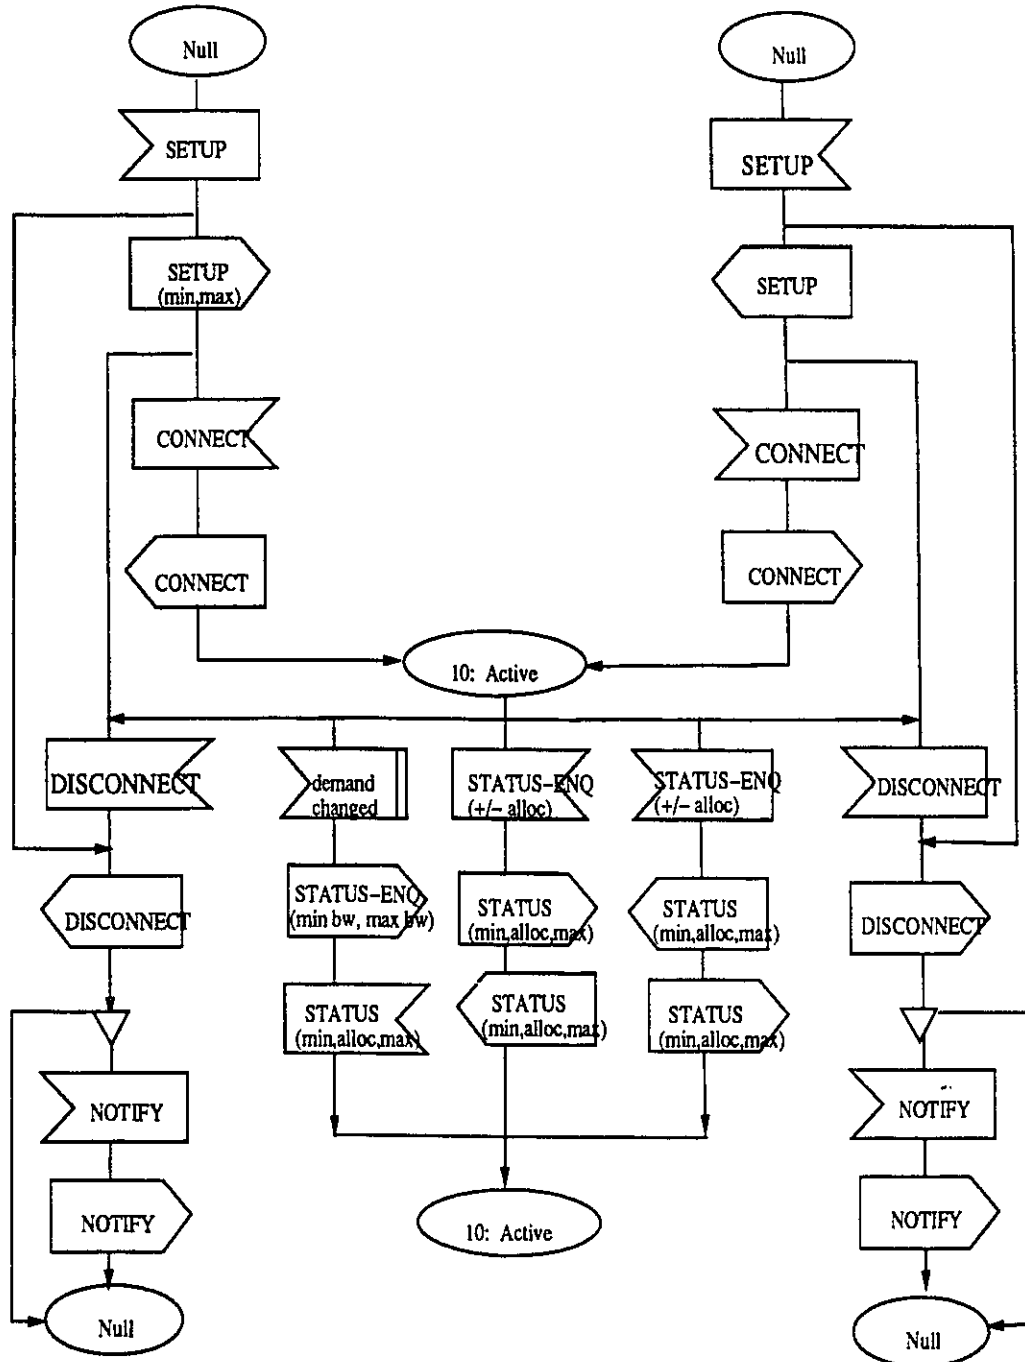 Null
Null
SETUP
SETUP
SETUP
(min,max)
SETUP
CONNECT
CONNECT
CONNECT
CONNECT
10: Active
DISCONNECT
demand
changed
STATUS-ENQ
(+/- alloc)
STATUS-ENQ
(+/- alloc)
DISCONNECT
DISCONNECT
STATUS-ENQ
(min bw, max bw)
STATUS
(min,alloc,max)
STATUS
(min,alloc,max)
DISCONNECT
STATUS
(min,alloc,max)
STATUS
(min,alloc,max)
STATUS
(min,alloc,max)
NOTIFY
NOTIFY
NOTIFY
10: Active
NOTIFY
Null
Null